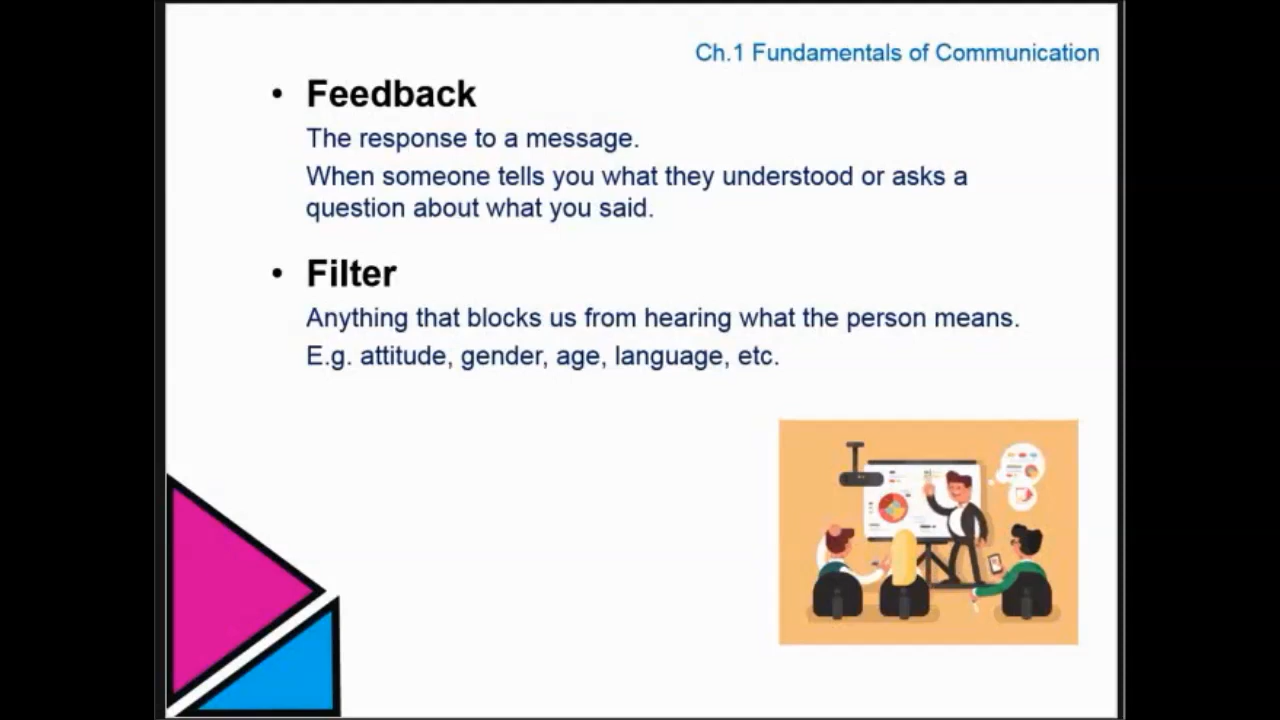 Ch.1 Fundamentals of Communication
• Feedback
The response to a message.
When someone tells you what they understood or asks a
question about what you said.
• Filter
Anything that blocks us from hearing what the person means.
E.g. attitude, gender, age, language, etc.